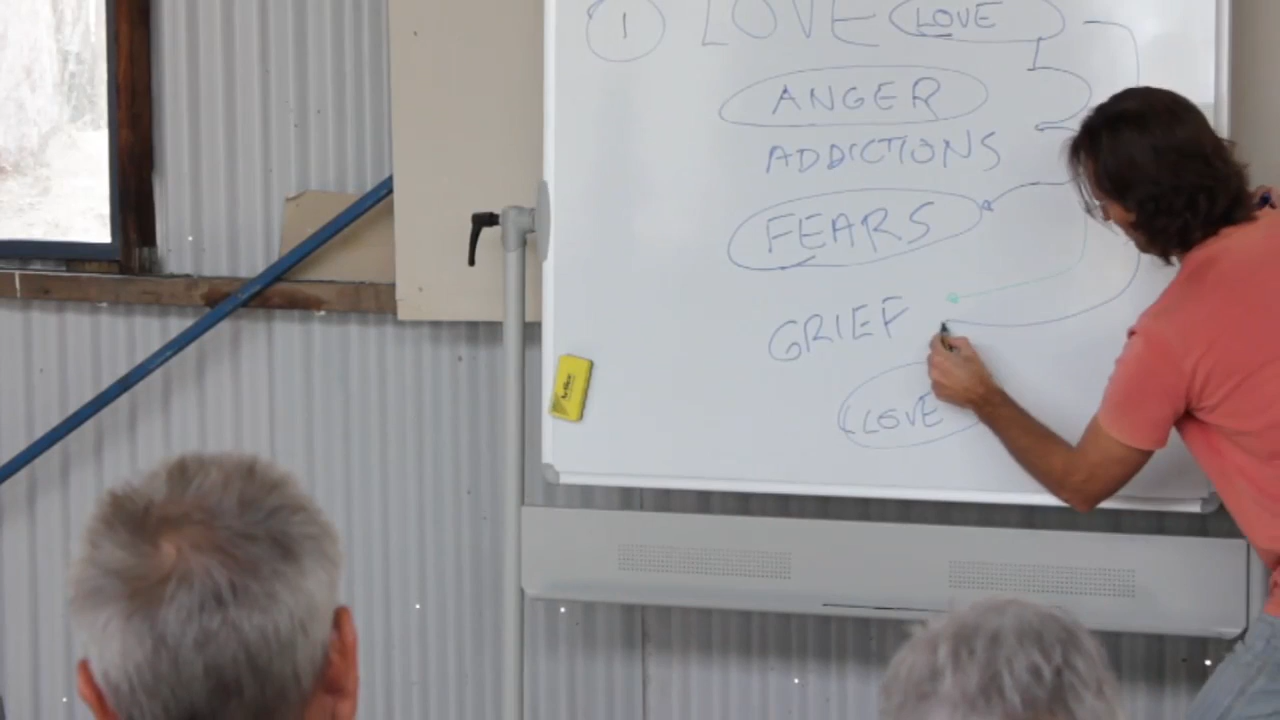 1 LOVE LOVE
ANGER
ADDICTIONS
FEARS
GRIEF
LOVE